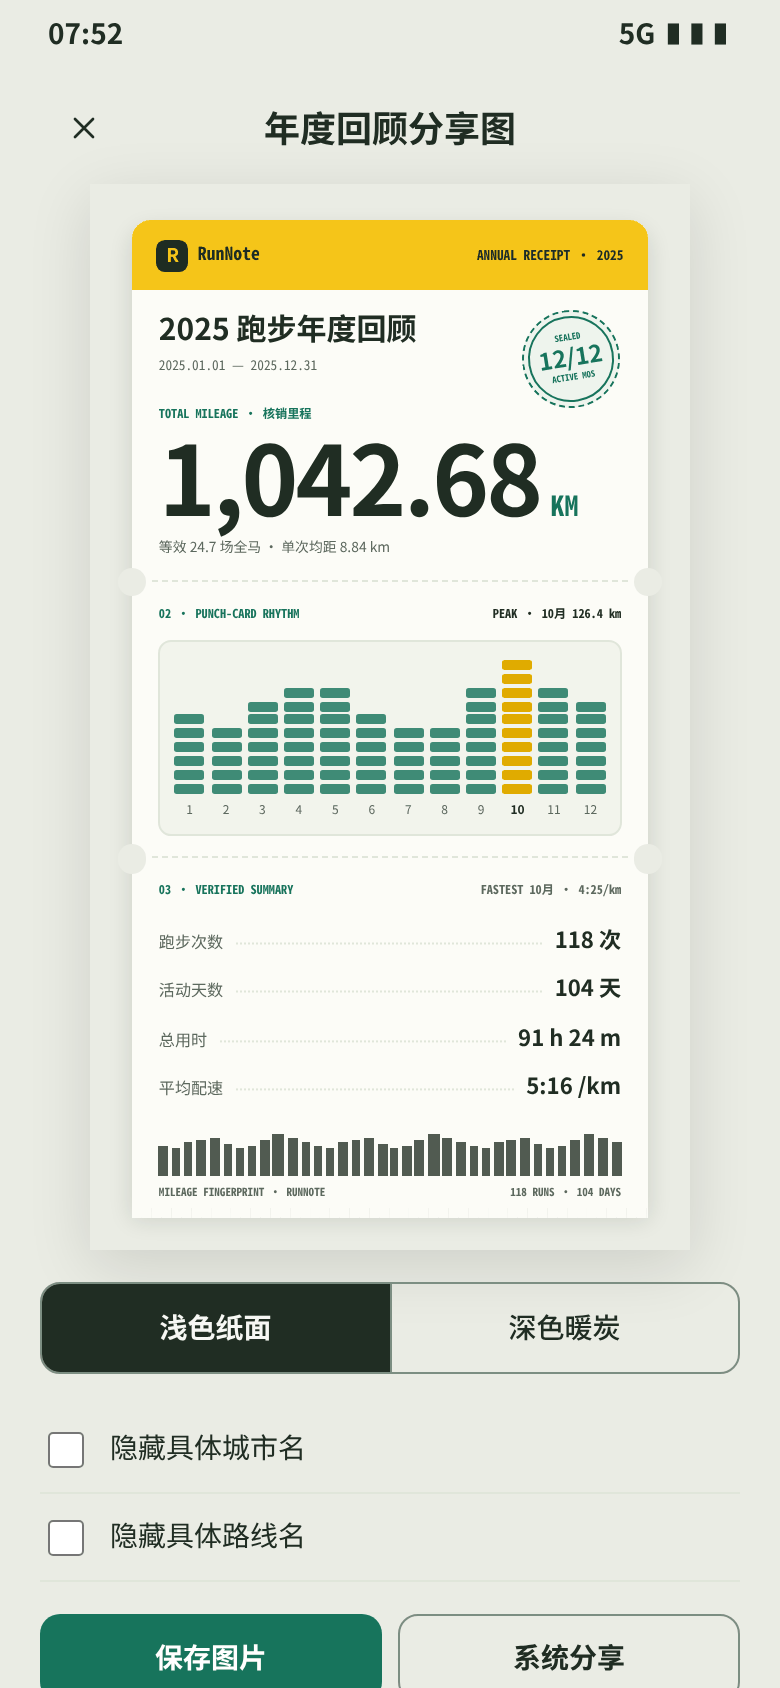 07:52
5G
年度回顾分享图
R RunNote
ANNUAL RECEIPT • 2025
2025 跑步年度回顾
2025.01.01 — 2025.12.31
SEALED
12/12
ACTIVE MOS
TOTAL MILEAGE • 核销里程
1,042.68 KM
等效 24.7 场全马 • 单次均距 8.84 km
02 • PUNCH-CARD RHYTHM
PEAK • 10月 126.4 km
1 2 3 4 5 6 7 8 9 10 11 12
03 • VERIFIED SUMMARY
FASTEST 10月 • 4:25/km
跑步次数 118 次
活动天数 104 天
总用时 91 h 24 m
平均配速 5:16 /km
MILEAGE FINGERPRINT • RUNNOTE
118 RUNS • 104 DAYS
浅色纸面
深色暖炭
隐藏具体城市名
隐藏具体路线名
保存图片
系统分享